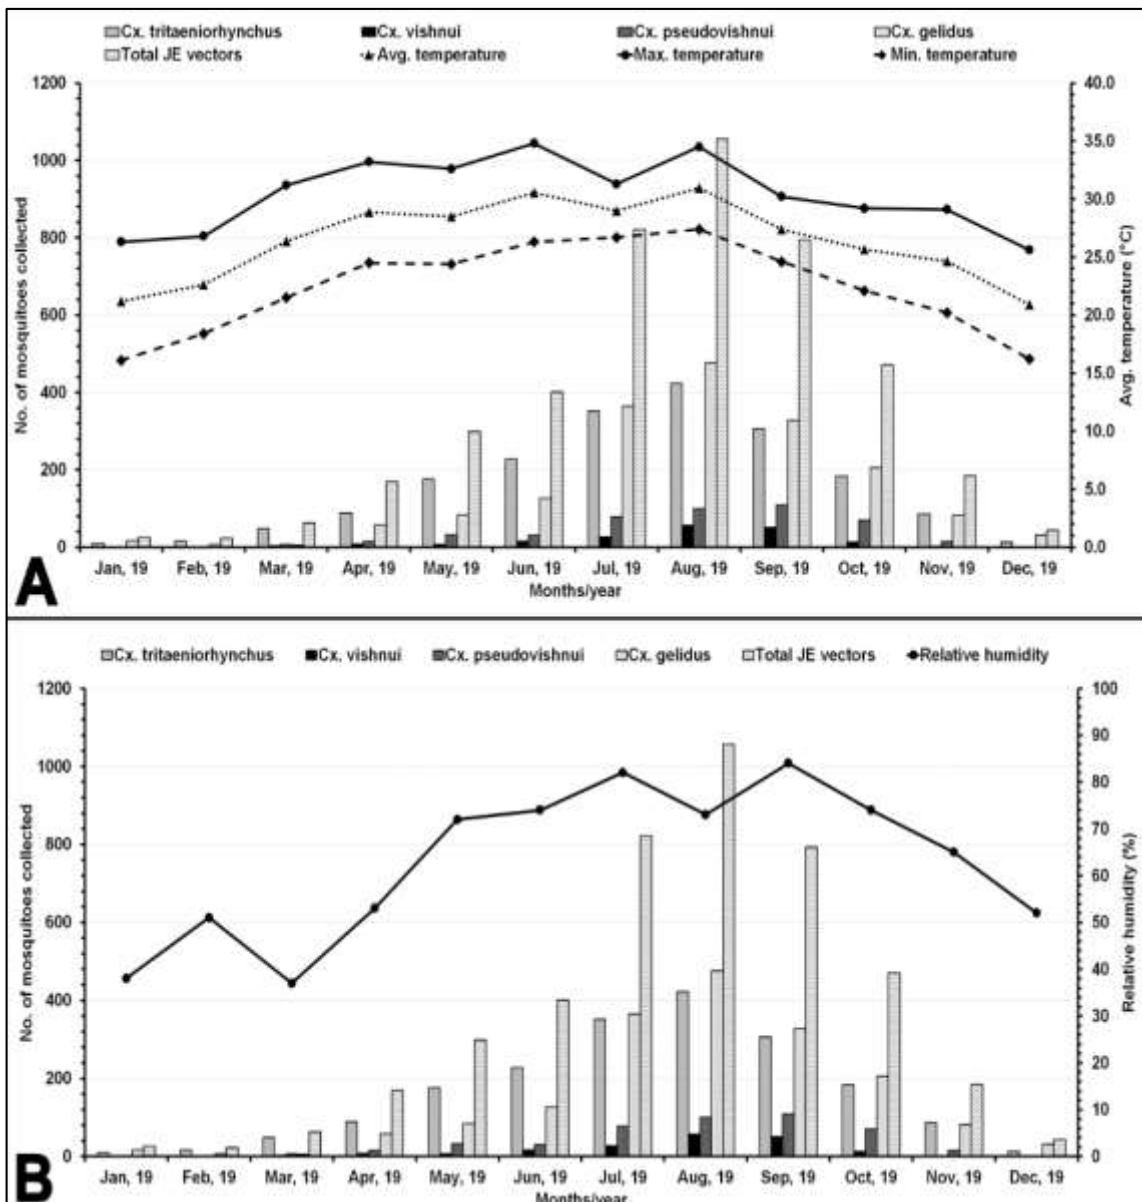 Cx. tritaeniorhynchus Cx. vishnui Cx. pseudovishnui Cx. gelidus
Total JE vectors Avg. temperature Max. temperature Min. temperature
1200 40.0
35.0
1000
30.0
800
25.0
600 20.0
15.0
400
10.0
200
5.0
0 0.0
No. of mosquitoes collected
Avg. temperature (°C)
Jan, 19 Feb, 19 Mar, 19 Apr, 19 May, 19 Jun, 19 Jul, 19 Aug, 19 Sep, 19 Oct, 19 Nov, 19 Dec, 19
Months/year
A
Cx. tritaeniorhynchus Cx. vishnui Cx. pseudovishnui Cx. gelidus Total JE vectors Relative humidity
1200 100
90
1000
80
800 70
60
600 50
40
400
30
200 20
10
0 0
No. of mosquitoes collected
Relative humidity (%)
Jan, 19 Feb, 19 Mar, 19 Apr, 19 May, 19 Jun, 19 Jul, 19 Aug, 19 Sep, 19 Oct, 19 Nov, 19 Dec, 19
Months/year
B